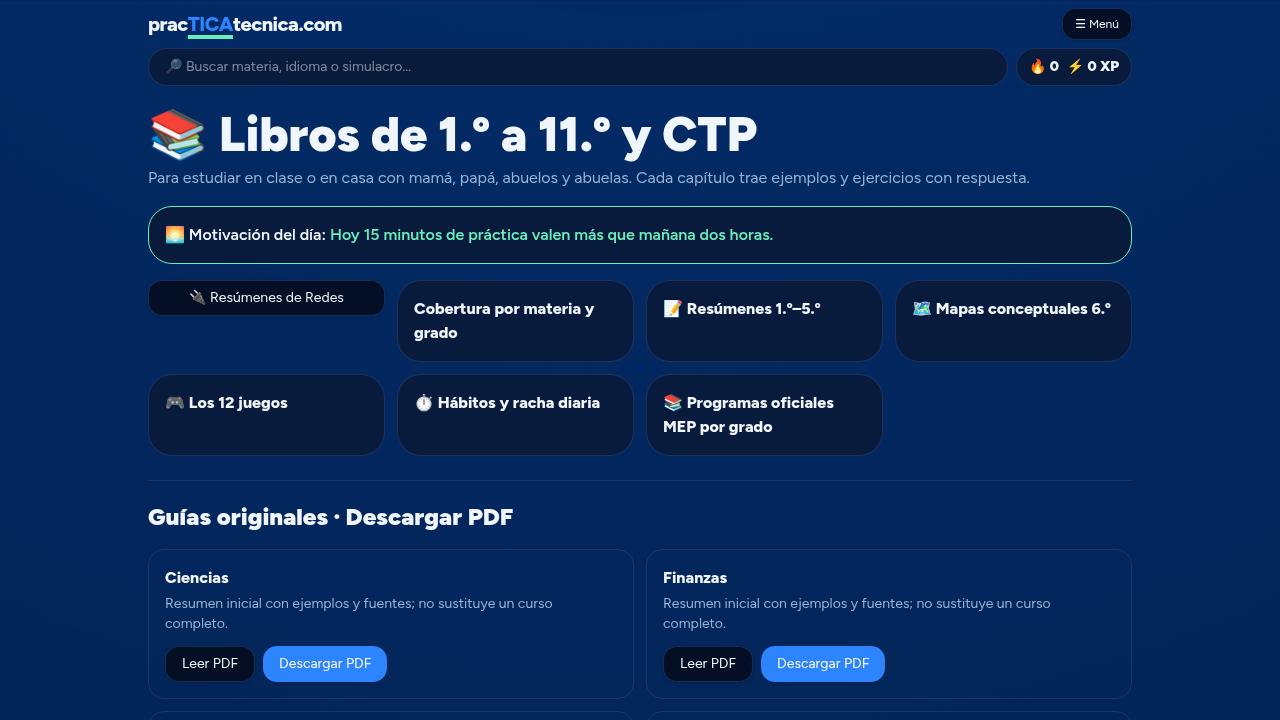 pracTICAtecnica.com
☰ Menú
🔎 Buscar materia, idioma o simulacro...
🔥 0 ⚡ 0 XP
📚 Libros de 1.° a 11.° y CTP
Para estudiar en clase o en casa con mamá, papá, abuelos y abuelas. Cada capítulo trae ejemplos y ejercicios con respuesta.
🌅 Motivación del día: Hoy 15 minutos de práctica valen más que mañana dos horas.
🔌 Resúmenes de Redes
Cobertura por materia y
grado
📝 Resúmenes 1.°–5.°
🗺️ Mapas conceptuales 6.°
🎮 Los 12 juegos
⏱️ Hábitos y racha diaria
📚 Programas oficiales
MEP por grado
Guías originales · Descargar PDF
Ciencias
Resumen inicial con ejemplos y fuentes; no sustituye un curso
completo.
Leer PDF
Descargar PDF
Finanzas
Resumen inicial con ejemplos y fuentes; no sustituye un curso
completo.
Leer PDF
Descargar PDF